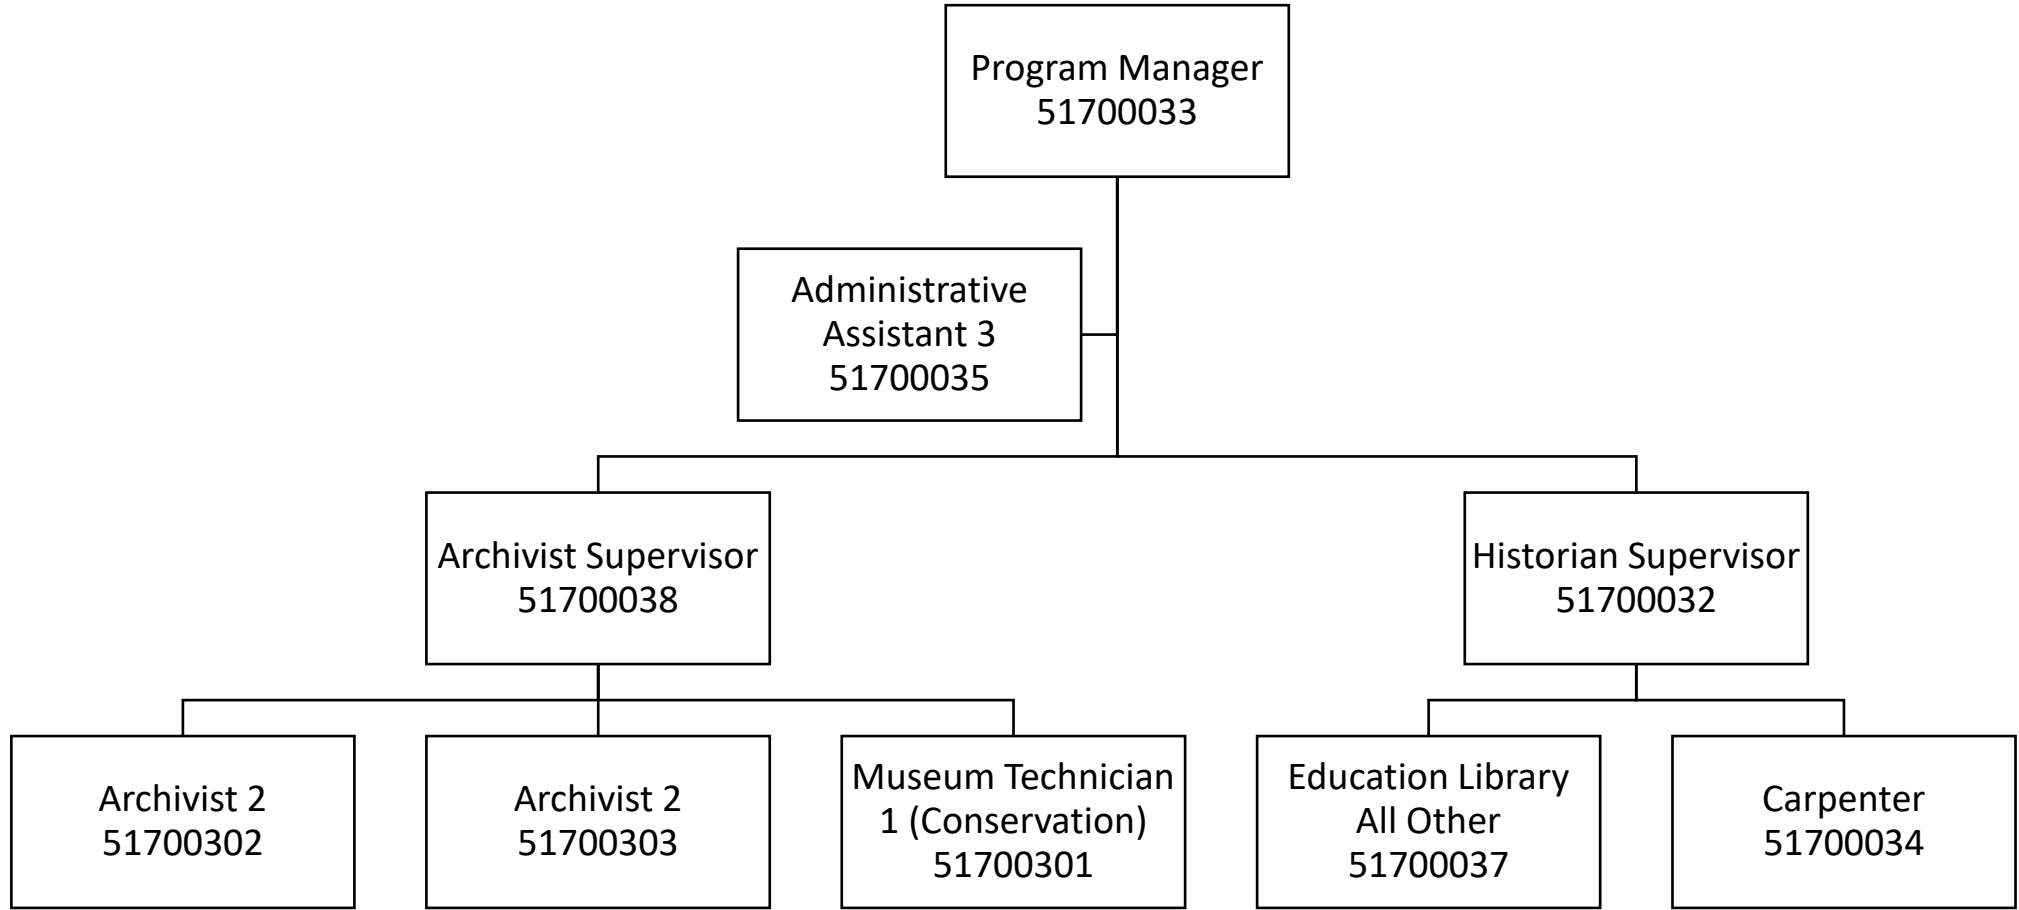 Program Manager
51700033
Administrative
Assistant 3
51700035
Archivist Supervisor
51700038
Historian Supervisor
51700032
Archivist 2
51700302
Archivist 2
51700303
Museum Technician
1 (Conservation)
51700301
Education Library
All Other
51700037
Carpenter
51700034